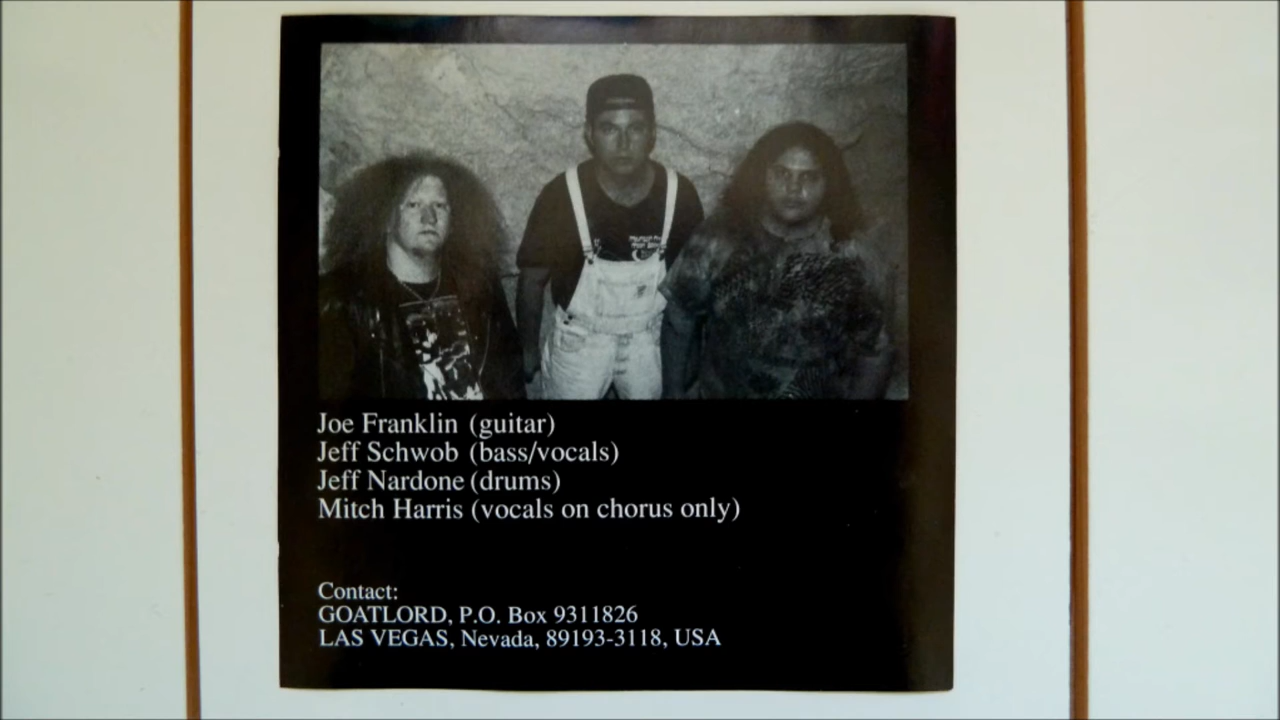 Joe Franklin (guitar)
Jeff Schwob (bass/vocals)
Jeff Nardone (drums)
Mitch Harris (vocals on chorus only)
Contact:
GOATLORD, P.O. Box 9311826
LAS VEGAS, Nevada, 89193-3118, USA